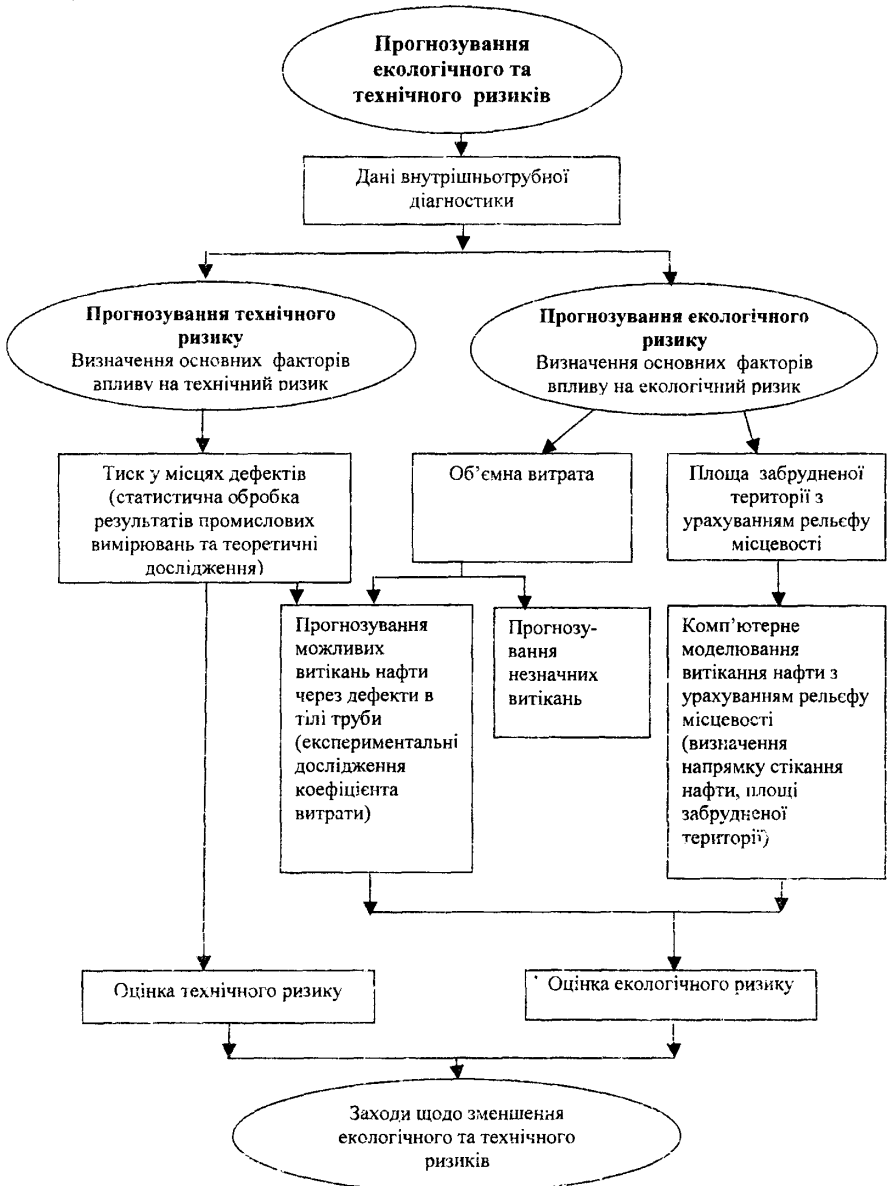 Прогнозування
екологічного та
технічного ризиків
Дані внутрішньотрубної
діагностики
Прогнозування технічного
ризику
Визначення основних факторів
впливу на технічний ризик
Прогнозування екологічного
ризику
Визначення основних факторів
впливу на екологічний ризик
Тиск у місцях дефектів
(статистична обробка
результатів промислових
вимірювань та теоретичні
дослідження)
Об’ємна витрата
Площа забрудненої
території з
урахуванням рельєфу
місцевості
Прогнозування
можливих
витікань нафти
через дефекти в
тілі труби
(експериментальні
дослідження
коефіцієнта
витрати)
Прогнозу-
вання
незначних
витікань
Комп’ютерне
моделювання
витікання нафти з
урахуванням рельєфу
місцевості
(визначення
напрямку стікання
нафти, площі
забрудненої
території)
Оцінка технічного ризику
Оцінка екологічного ризику
Заходи щодо зменшення
екологічного та технічного
ризиків